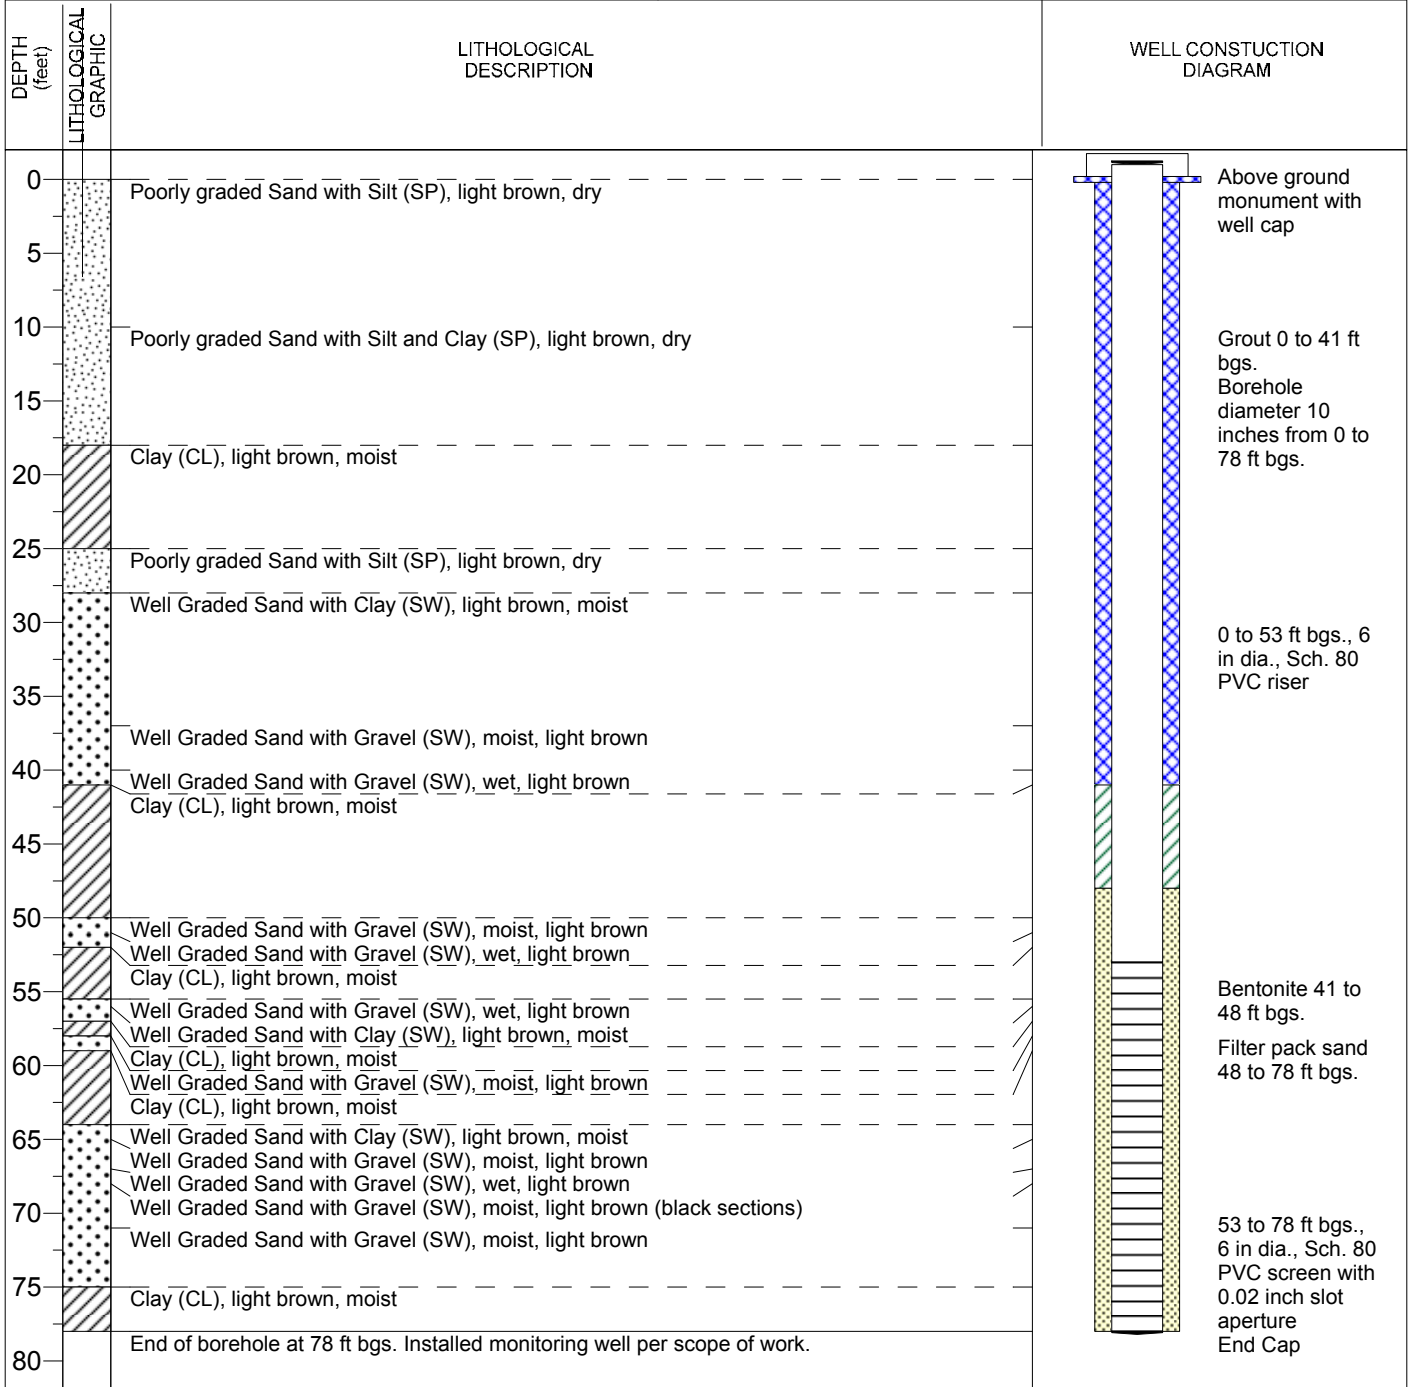 DEPTH
(feet)
LITHOLOGICAL
GRAPHIC
LITHOLOGICAL
DESCRIPTION
WELL CONSTUCTION
DIAGRAM
0
Poorly graded Sand with Silt (SP), light brown, dry
Above ground
monument with
well cap
5
10
Poorly graded Sand with Silt and Clay (SP), light brown, dry
Grout 0 to 41 ft
bgs.
Borehole
diameter 10
inches from 0 to
78 ft bgs.
15
Clay (CL), light brown, moist
20
25
Poorly graded Sand with Silt (SP), light brown, dry
Well Graded Sand with Clay (SW), light brown, moist
30
0 to 53 ft bgs., 6
in dia., Sch. 80
PVC riser
35
Well Graded Sand with Gravel (SW), moist, light brown
40
Well Graded Sand with Gravel (SW), wet, light brown
Clay (CL), light brown, moist
45
50
Well Graded Sand with Gravel (SW), moist, light brown
Well Graded Sand with Gravel (SW), wet, light brown
Clay (CL), light brown, moist
55
Bentonite 41 to
48 ft bgs.
Well Graded Sand with Gravel (SW), wet, light brown
Well Graded Sand with Clay (SW), light brown, moist
Clay (CL), light brown, moist
60
Filter pack sand
48 to 78 ft bgs.
Well Graded Sand with Gravel (SW), moist, light brown
Clay (CL), light brown, moist
65
Well Graded Sand with Clay (SW), light brown, moist
Well Graded Sand with Gravel (SW), moist, light brown
Well Graded Sand with Gravel (SW), wet, light brown
70
Well Graded Sand with Gravel (SW), moist, light brown (black sections)
Well Graded Sand with Gravel (SW), moist, light brown
53 to 78 ft bgs.,
6 in dia., Sch. 80
PVC screen with
0.02 inch slot
aperture
End Cap
75
Clay (CL), light brown, moist
End of borehole at 78 ft bgs. Installed monitoring well per scope of work.
80